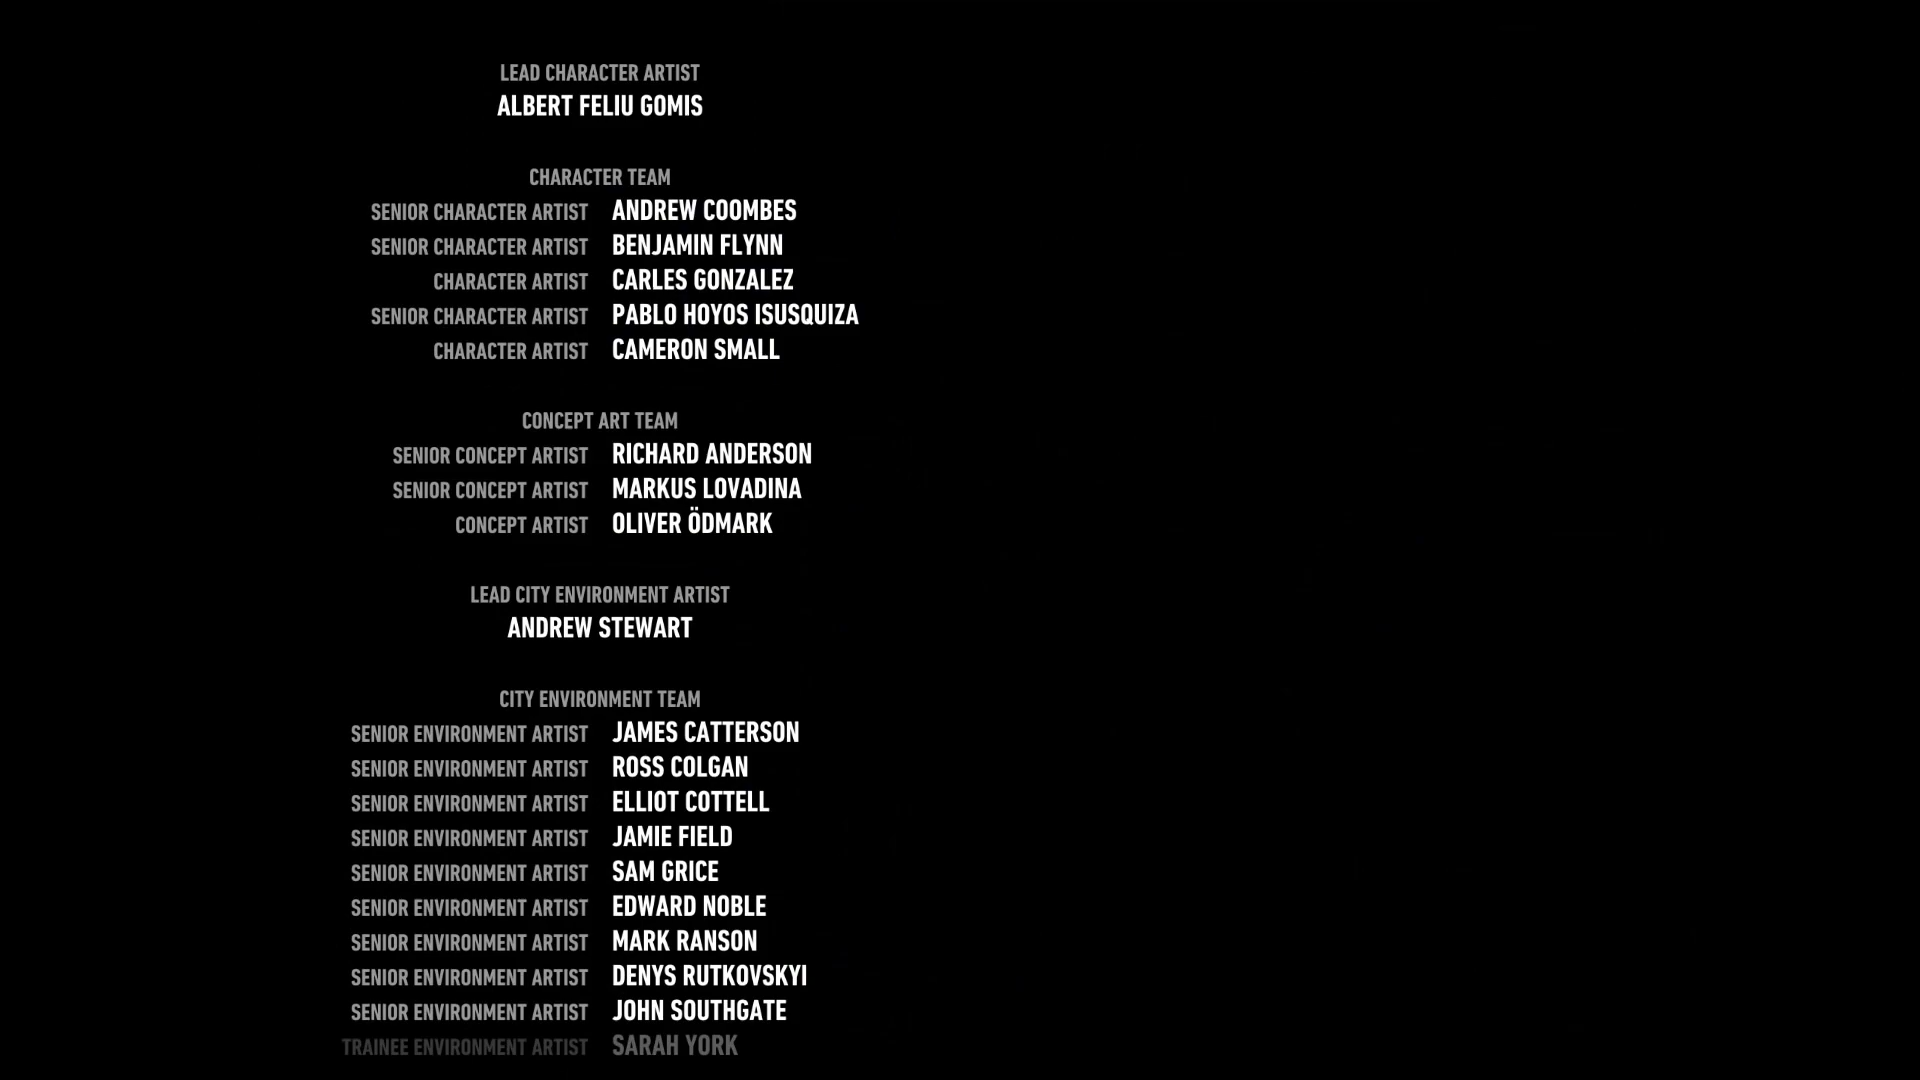 LEAD CHARACTER ARTIST
ALBERT FELIU GOMIS
CHARACTER TEAM
SENIOR CHARACTER ARTIST ANDREW COOMBES
SENIOR CHARACTER ARTIST BENJAMIN FLYNN
CHARACTER ARTIST CARLES GONZALEZ
SENIOR CHARACTER ARTIST PABLO HOYOS ISUSQUIZA
CHARACTER ARTIST CAMERON SMALL
CONCEPT ART TEAM
SENIOR CONCEPT ARTIST RICHARD ANDERSON
SENIOR CONCEPT ARTIST MARKUS LOVADINA
CONCEPT ARTIST OLIVER ÖDMARK
LEAD CITY ENVIRONMENT ARTIST
ANDREW STEWART
CITY ENVIRONMENT TEAM
SENIOR ENVIRONMENT ARTIST JAMES CATTERSON
SENIOR ENVIRONMENT ARTIST ROSS COLGAN
SENIOR ENVIRONMENT ARTIST ELLIOT COTTELL
SENIOR ENVIRONMENT ARTIST JAMIE FIELD
SENIOR ENVIRONMENT ARTIST SAM GRICE
SENIOR ENVIRONMENT ARTIST EDWARD NOBLE
SENIOR ENVIRONMENT ARTIST MARK RANSON
SENIOR ENVIRONMENT ARTIST DENYS RUTKOVSKYI
SENIOR ENVIRONMENT ARTIST JOHN SOUTHGATE
TRAINEE ENVIRONMENT ARTIST SARAH YORK